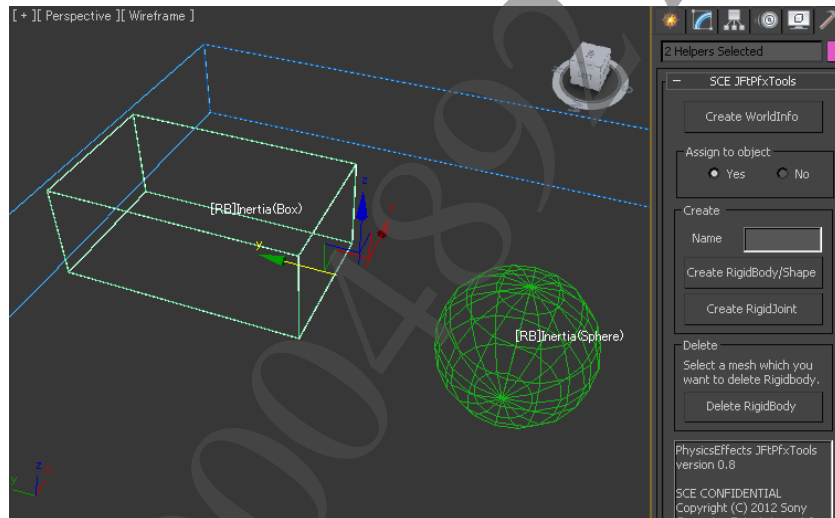 [ + ][ Perspective ][ Wireframe ]
2 Helpers Selected
SCE JFtPfxTools
Create WorldInfo
Assign to object
Yes No
Create
Name
Create RigidBody/Shape
Create RigidJoint
Delete
Select a mesh which you
want to delete Rigidbody.
Delete RigidBody
PhysicsEffects JFtPfxTools
version 0.8
SCE CONFIDENTIAL
Copyright (C) 2012 Sony
[RB]Inertia(Box)
[RB]Inertia(Sphere)
z
x
y
z
y